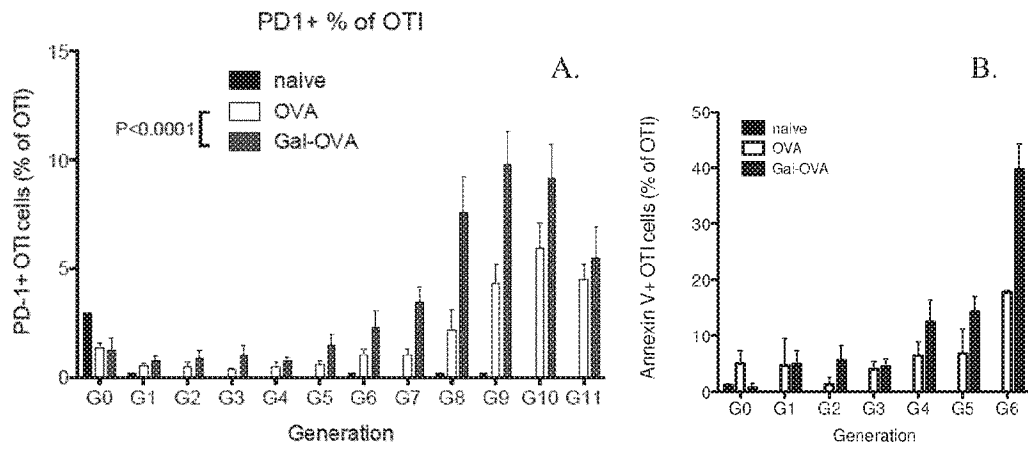 PD1+ % of OTI
A.
PD-1+ OTI cells (% of OTI)
15
10
5
0
naive
OVA
Gal-OVA
P<0.0001
G0 G1 G2 G3 G4 G5 G6 G7 G8 G9 G10 G11
Generation
B.
Annexin V+ OTI cells (% of OTI)
50
40
30
20
10
0
naive
OVA
Gal-OVA
G0 G1 G2 G3 G4 G5 G6
Generation